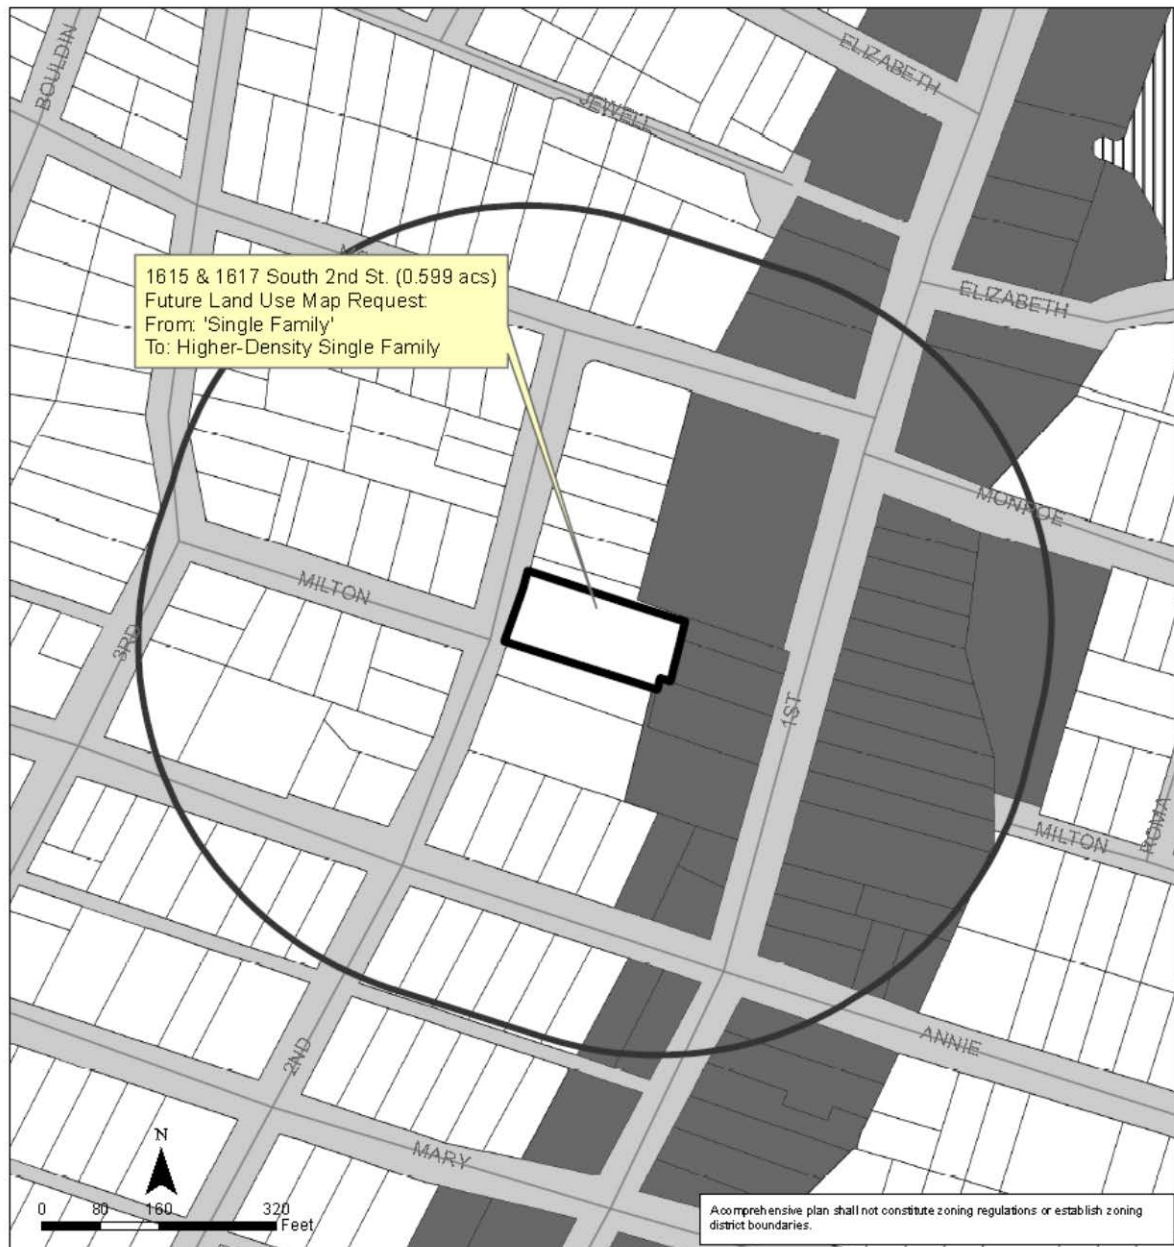 BOULDIN
ELIZABETH
JEWELL
1615 & 1617 South 2nd St. (0.599 acs)
Future Land Use Map Request:
From: 'Single Family'
To: Higher-Density Single Family
ELIZABETH
MONROE
MILTON
3RD
1ST
ROMA
MILTON
ANNIE
2ND
MARY
N
0 80 160 320
Feet
A comprehensive plan shall not constitute zoning regulations or establish zoning
district boundaries.